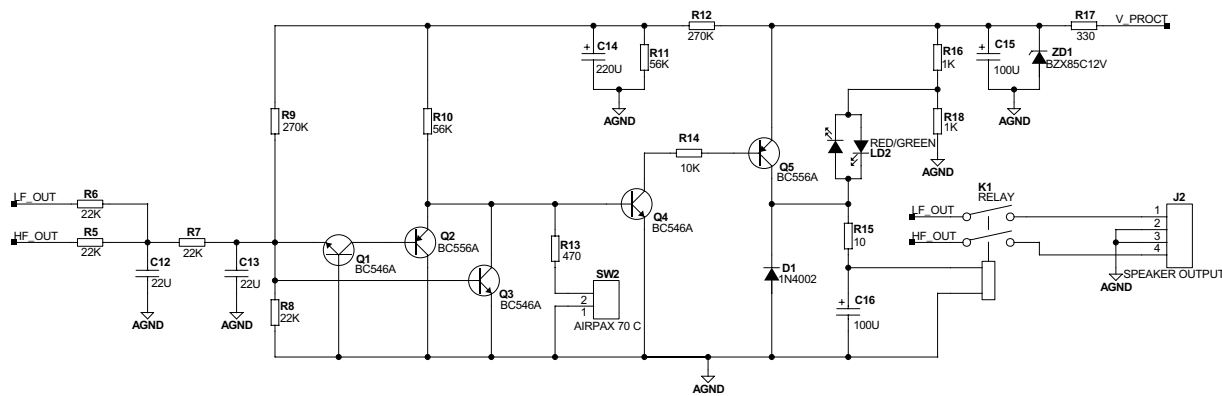 R12
270K
R17
330
V_PROCT
C14
220U
R11
56K
AGND
R16
1K
C15
100U
ZD1
BZX85C12V
AGND
R9
270K
R10
56K
R14
10K
Q5
BC556A
RED/GREEN
LD2
R18
1K
AGND
LF_OUT
R6
22K
HF_OUT
R5
22K
R7
22K
C12
22U
AGND
C13
22U
AGND
R8
22K
Q1
BC546A
Q2
BC556A
Q3
BC546A
Q4
BC546A
R13
470
SW2
2
1
AIRPAX 70 C
D1
1N4002
R15
10
C16
100U
K1
RELAY
LF_OUT
HF_OUT
J2
1
2
3
4
SPEAKER OUTPUT
AGND
AGND